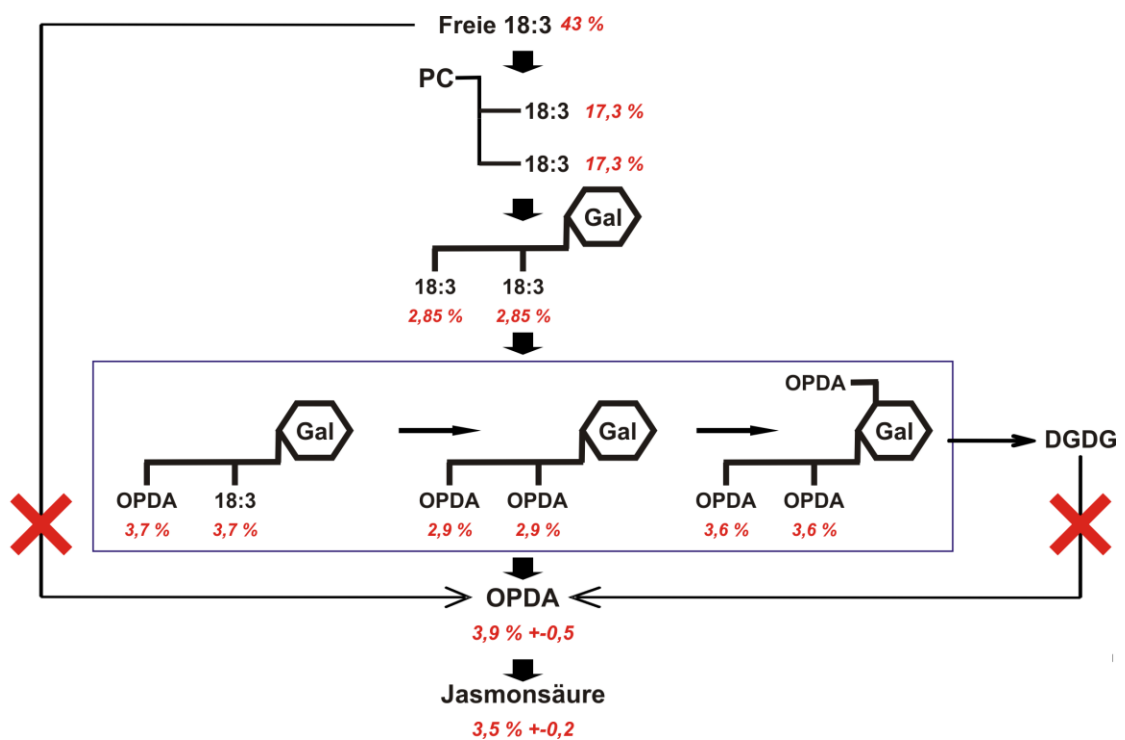 Freie 18:3 43 %
PC
18:3 17,3 %
18:3 17,3 %
Gal
18:3 18:3
2,85 % 2,85 %
OPDA
Gal Gal Gal
DGDG
OPDA 18:3 OPDA OPDA OPDA OPDA
3,7 % 3,7 % 2,9 % 2,9 % 3,6 % 3,6 %
OPDA
3,9 % +-0,5
Jasmonsäure
3,5 % +-0,2